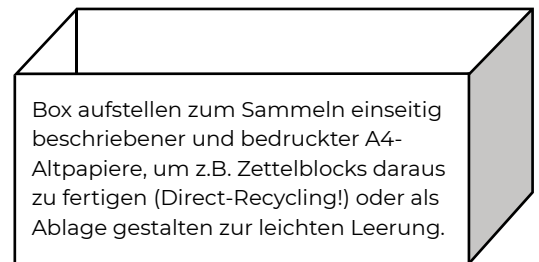 Box aufstellen zum Sammeln einseitig
beschriebener und bedruckter A4-
Altpapiere, um z.B. Zettelblocks daraus
zu fertigen (Direct-Recycling!) oder als
Ablage gestalten zur leichten Leerung.